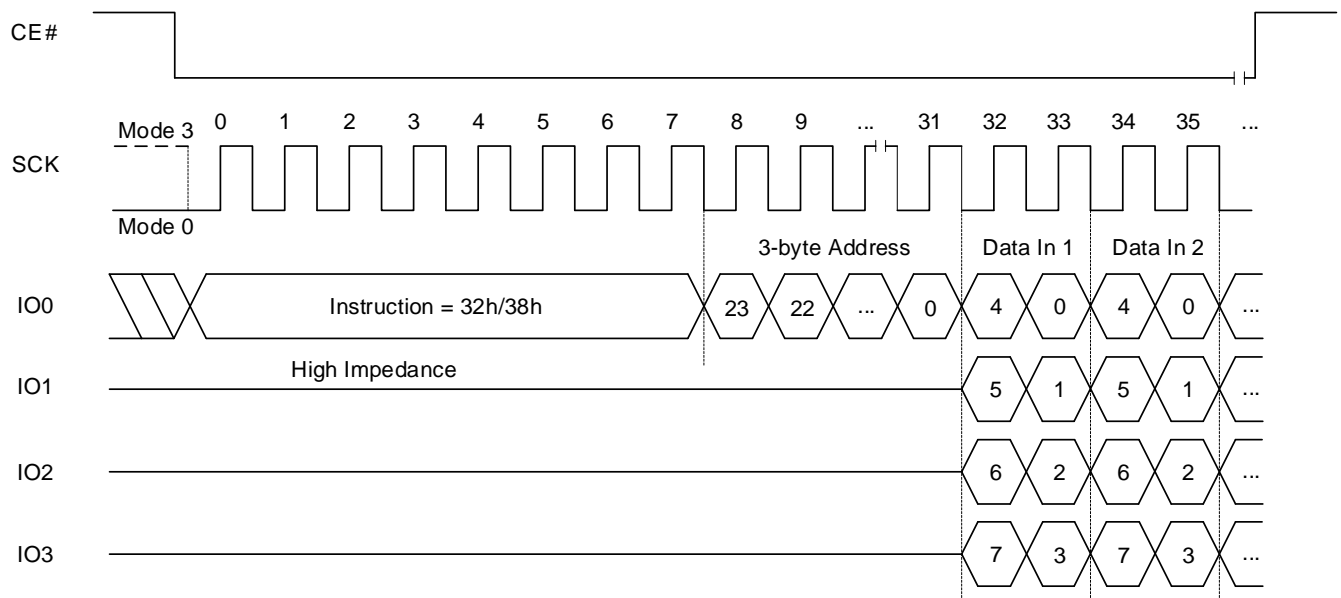 CE#
Mode 3 0 1 2 3 4 5 6 7 8 9 ... 31 32 33 34 35 ...
SCK
Mode 0
3-byte Address Data In 1 Data In 2
IO0 Instruction = 32h/38h 23 22 ... 0 4 0 4 0 ...
High Impedance
IO1 5 1 5 1 ...
IO2 6 2 6 2 ...
IO3 7 3 7 3 ...